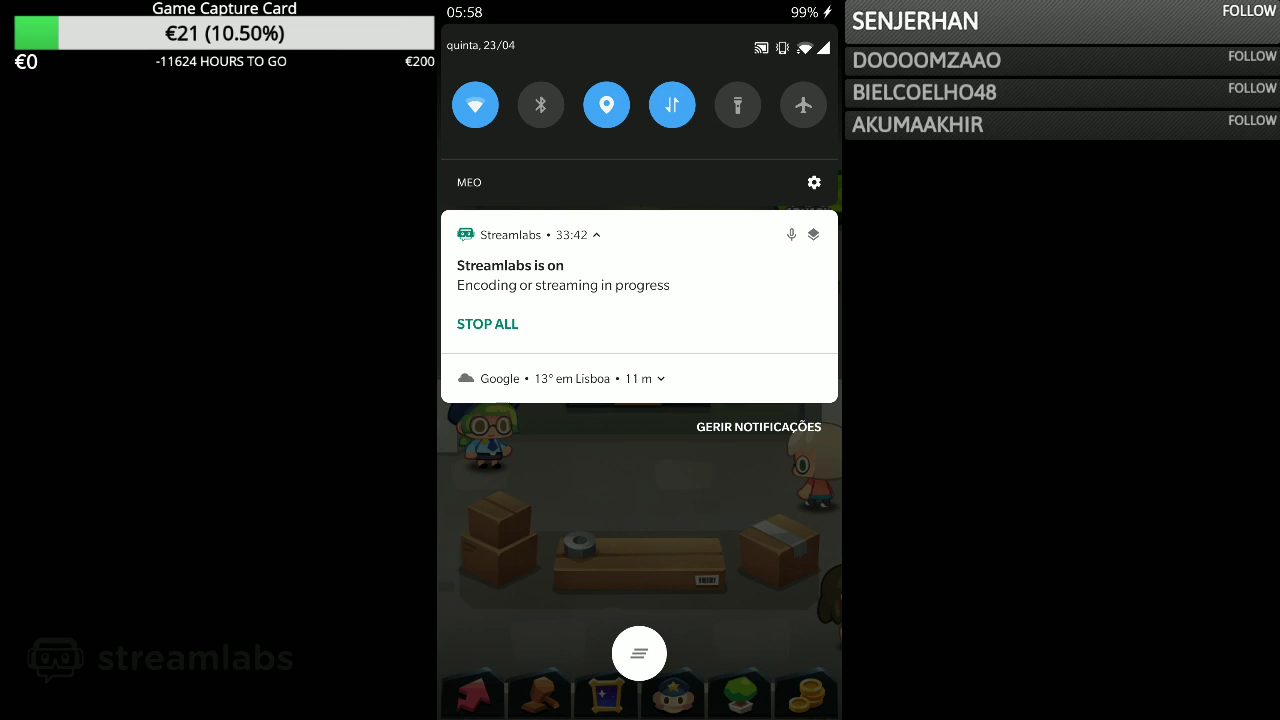 Game Capture Card
€21 (10.50%)
€0
-11624 HOURS TO GO
€200
05:58
99%
quinta, 23/04
MEO
Streamlabs • 33:42
Streamlabs is on
Encoding or streaming in progress
STOP ALL
Google • 13° em Lisboa • 11 m
GERIR NOTIFICAÇÕES
SENJERHAN
FOLLOW
DOOOOMZAAO
FOLLOW
BIELCOELHO48
FOLLOW
AKUMAAKHIR
FOLLOW
streamlabs